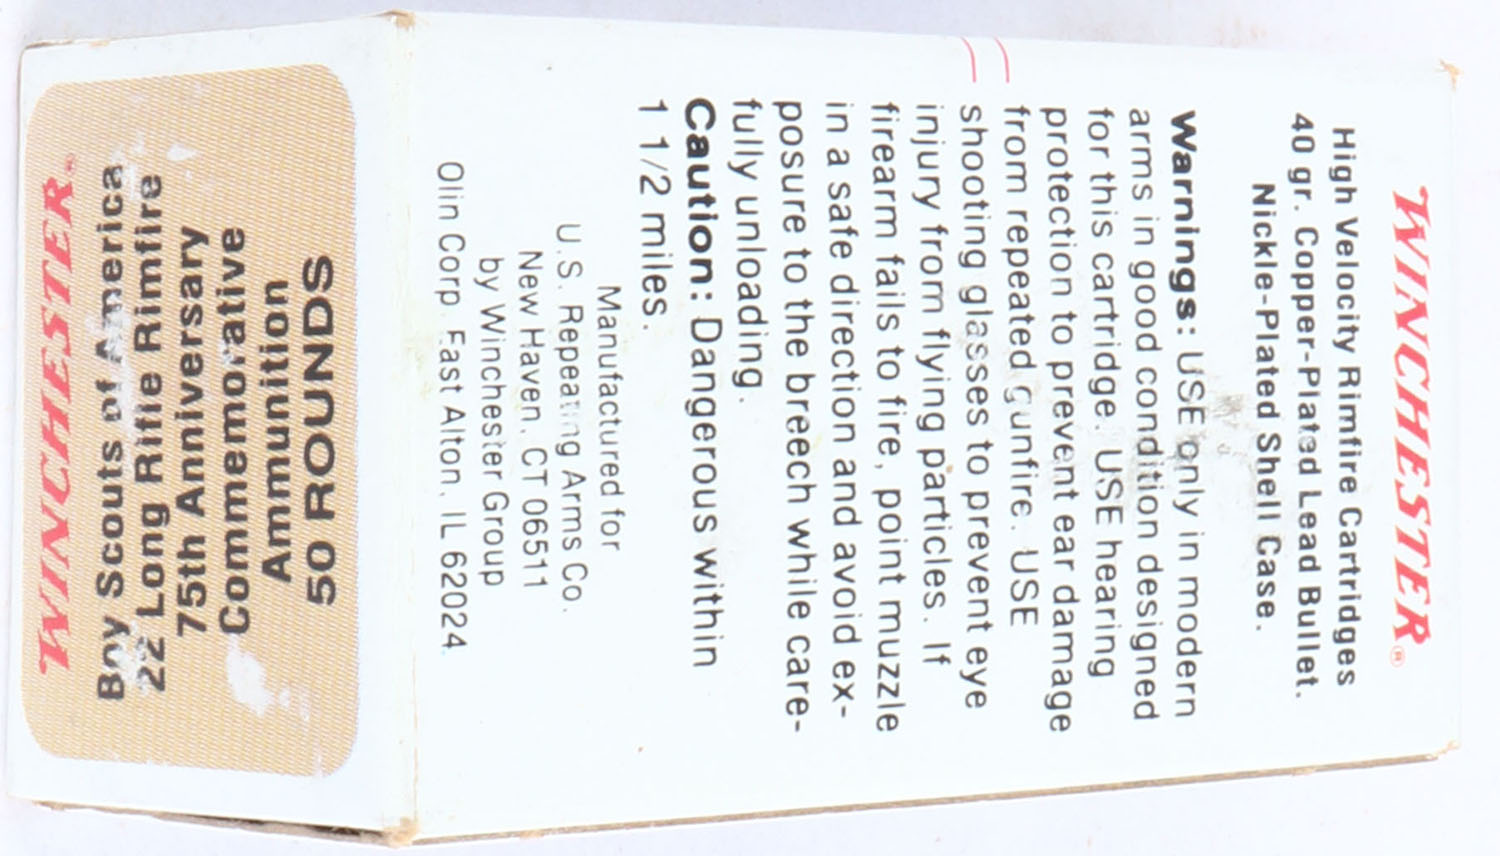 WINCHESTER®
High Velocity Rimfire Cartridges
40 gr. Copper-Plated Lead Bullet.
Nickle-Plated Shell Case.
Warnings: USE only in modern
arms in good condition designed
for this cartridge. USE hearing
protection to prevent ear damage
from repeated gunfire. USE
shooting glasses to prevent eye
injury from flying particles. If
firearm fails to fire, point muzzle
in a safe direction and avoid ex-
posure to the breech while care-
fully unloading.
Caution: Dangerous within
1 1/2 miles.
Manufactured for
U.S. Repeating Arms Co.
New Haven, CT 06511
by Winchester Group
Olin Corp. East Alton, IL 62024
WINCHESTER®
Boy Scouts of America
22 Long Rifle Rimfire
75th Anniversary
Commemorative
Ammunition
50 ROUNDS